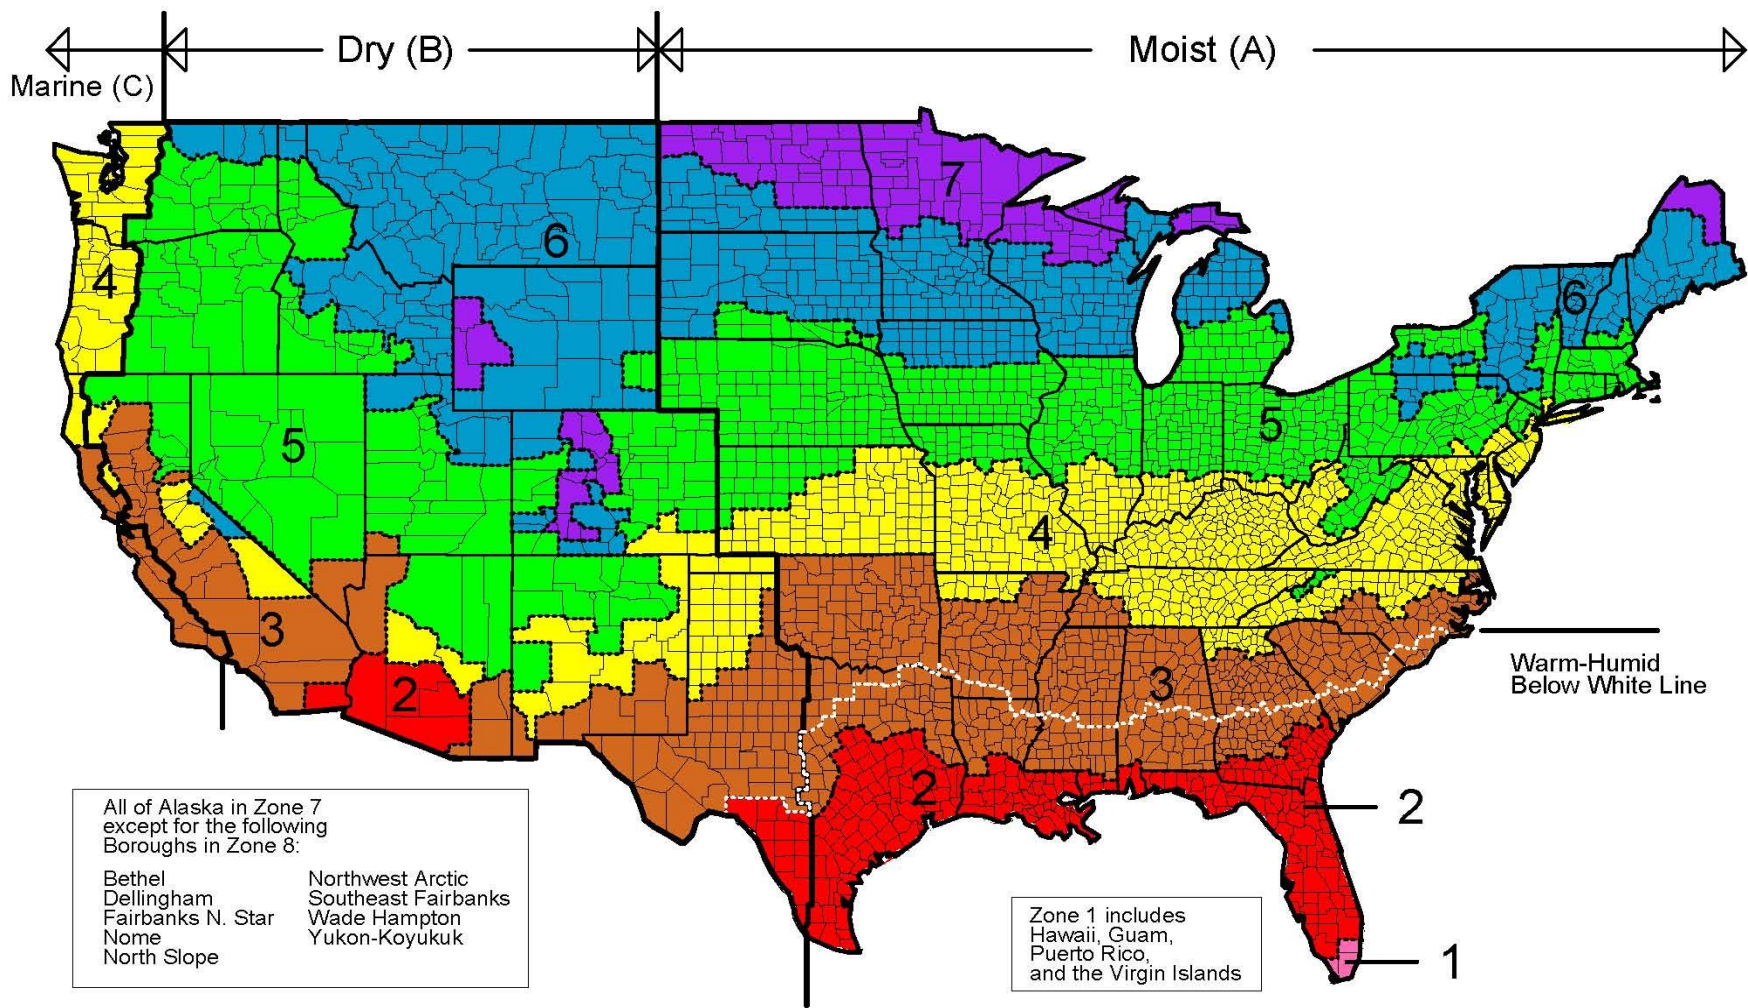 Marine (C)
Dry (B)
Moist (A)
7
6
4
6
5
5
4
3
3
2
2
Warm-Humid
Below White Line
2
1
All of Alaska in Zone 7
except for the following
Boroughs in Zone 8:
Bethel
Dellingham
Fairbanks N. Star
Nome
North Slope
Northwest Arctic
Southeast Fairbanks
Wade Hampton
Yukon-Koyukuk
Zone 1 includes
Hawaii, Guam,
Puerto Rico,
and the Virgin Islands